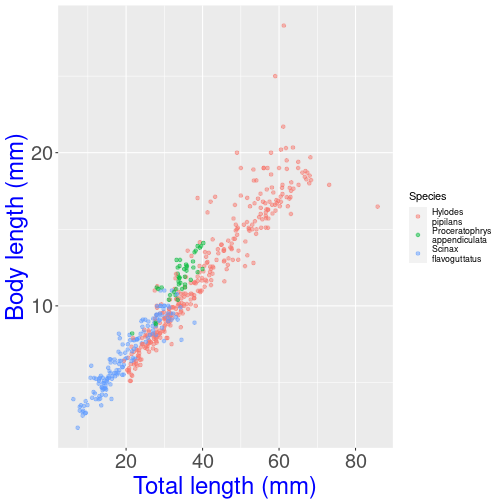 Body length (mm)
20
10
20
40
60
80
Total length (mm)
Species
Hylodes
pipilans
Proceratophrys
appendiculata
Scinax
flavoguttatus